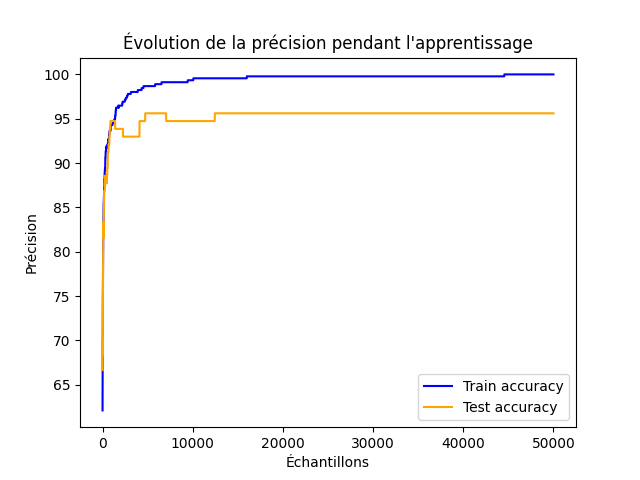 Évolution de la précision pendant l'apprentissage
100
95
90
85
80
75
70
65
Précision
0 10000 20000 30000 40000 50000
Échantillons
Train accuracy
Test accuracy